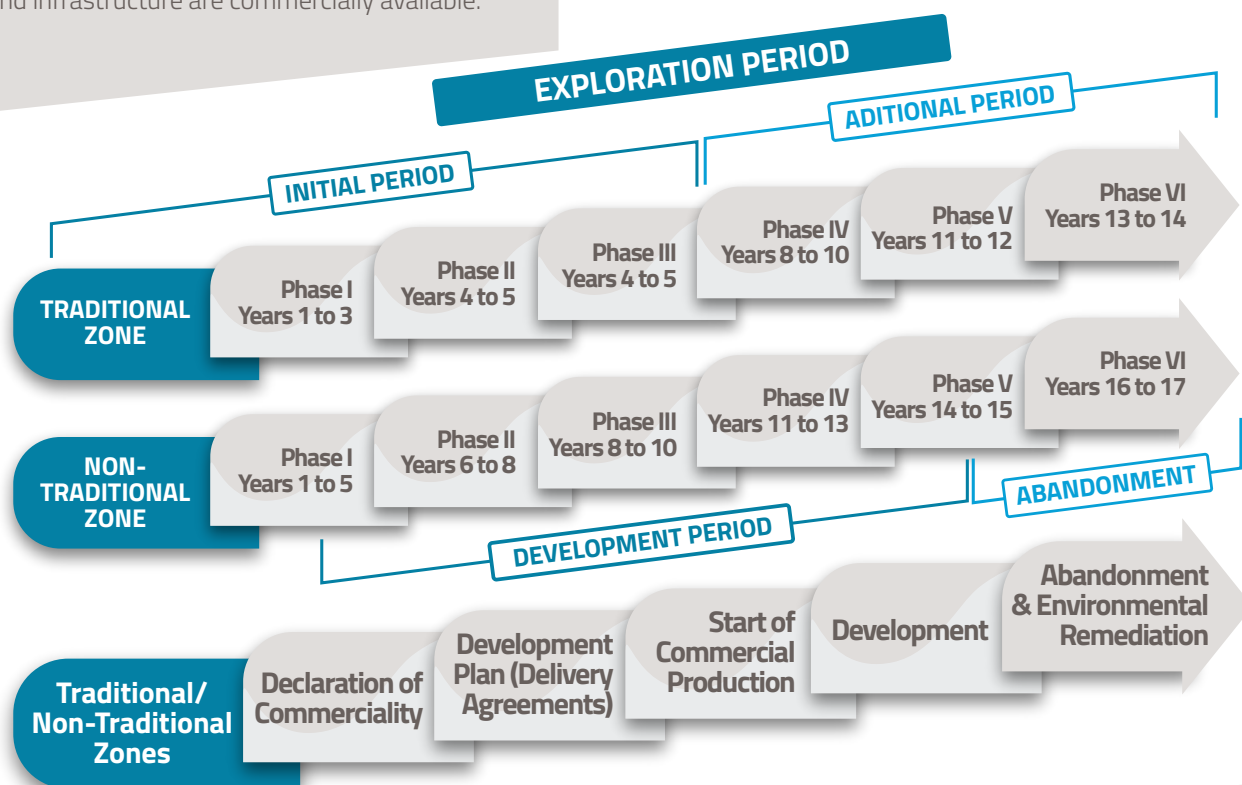 nd infrastructure are commercially available.
EXPLORATION PERIOD
ADITIONAL PERIOD
INITIAL PERIOD
TRADITIONAL
ZONE
Phase I
Years 1 to 3
Phase II
Years 4 to 5
Phase III
Years 4 to 5
Phase IV
Years 8 to 10
Phase V
Years 11 to 12
Phase VI
Years 13 to 14
NON-
TRADITIONAL
ZONE
Phase I
Years 1 to 5
Phase II
Years 6 to 8
Phase III
Years 8 to 10
Phase IV
Years 11 to 13
Phase V
Years 14 to 15
Phase VI
Years 16 to 17
DEVELOPMENT PERIOD
ABANDONMENT
Traditional/
Non-Traditional
Zones
Declaration of
Commerciality
Development
Plan (Delivery
Agreements)
Start of
Commercial
Production
Development
Abandonment
& Environmental
Remediation